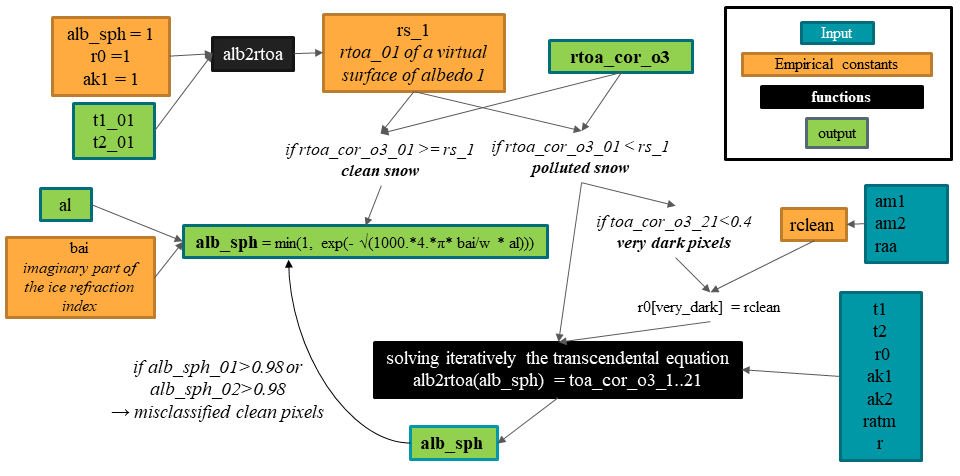 alb_sph = 1
r0 =1
ak1 = 1
t1_01
t2_01
alb2rtoa
rs_1
rtoa_01 of a virtual
surface of albedo 1
rtoa_cor_o3
Input
Empirical constants
functions
output
if rtoa_cor_o3_01 >= rs_1
clean snow
if rtoa_cor_o3_01 < rs_1
polluted snow
al
bai
imaginary part of
the ice refraction
index
alb_sph = min(1, exp(- √(1000.*4.*π* bai/w * al)))
if toa_cor_o3_21<0.4
very dark pixels
rclean
am1
am2
raa
r0[very_dark] = rclean
t1
t2
r0
ak1
ak2
ratm
r
solving iteratively the transcendental equation
alb2rtoa(alb_sph) = toa_cor_o3_1..21
if alb_sph_01>0.98 or
alb_sph_02>0.98
→ misclassified clean pixels
alb_sph